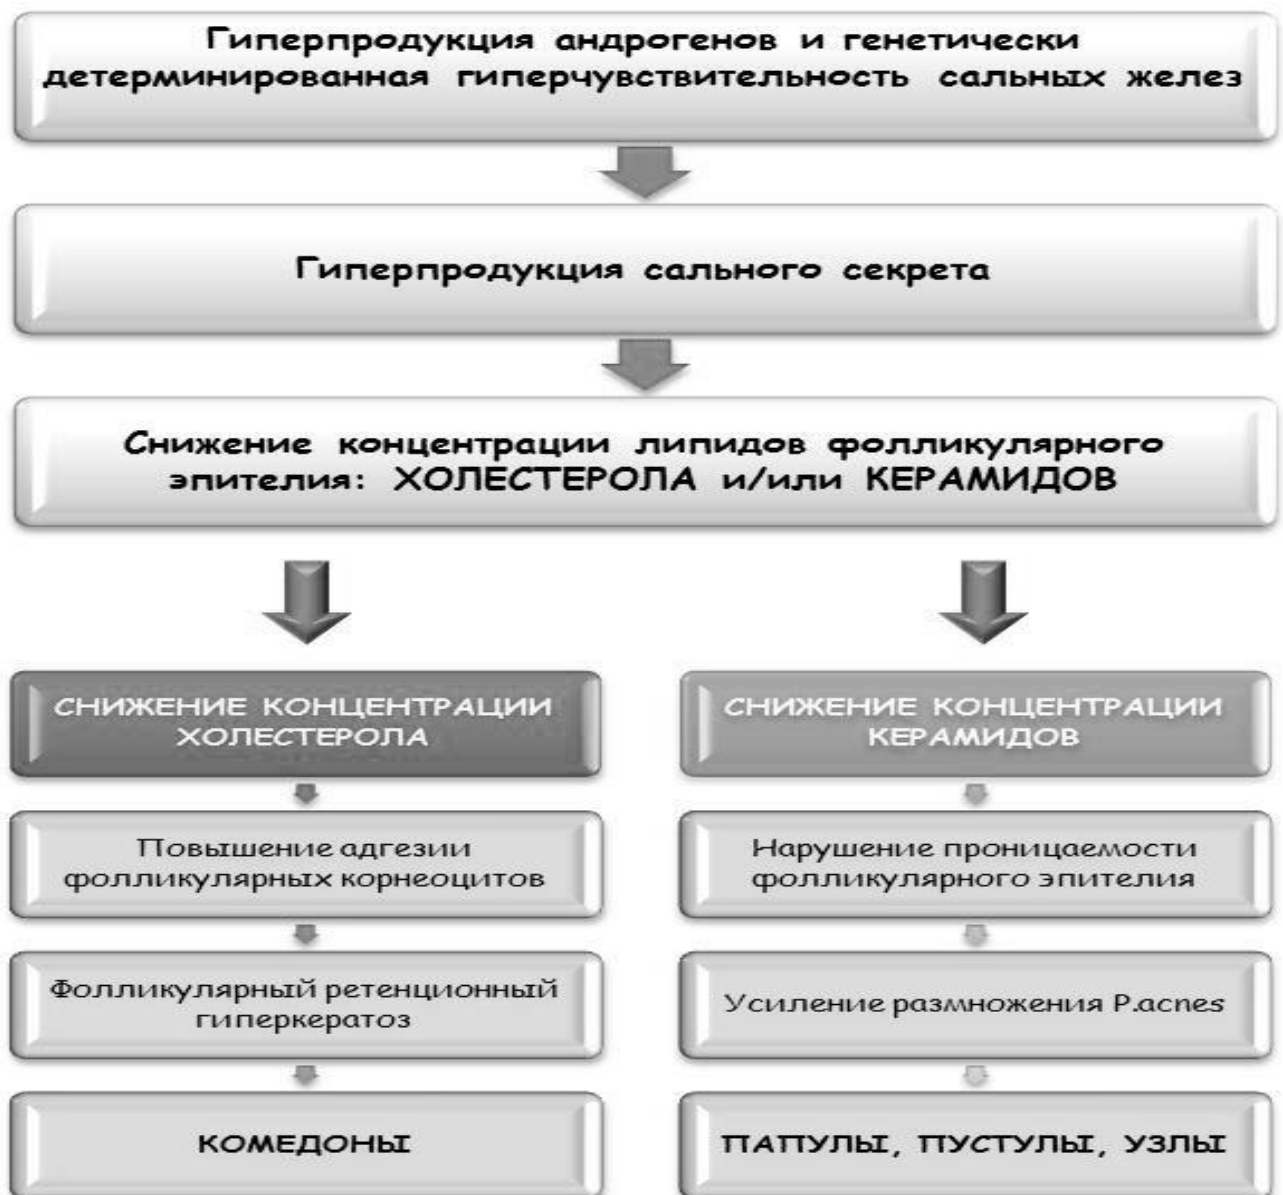 Гиперпродукция андрогенов и генетически
детерминированная гиперчувствительность сальных желез
Гиперпродукция сального секрета
Снижение концентрации липидов фолликулярного
эпителия: ХОЛЕСТЕРОЛА и/или КЕРАМИДОВ
СНИЖЕНИЕ КОНЦЕНТРАЦИИ
ХОЛЕСТЕРОЛА
Повышение адгезии
фолликулярных корнеоцитов
Фолликулярный ретенционный
гиперкератоз
КОМЕДОНЫ
СНИЖЕНИЕ КОНЦЕНТРАЦИИ
КЕРАМИДОВ
Нарушение проницаемости
фолликулярного эпителия
Усиление размножения P.acnes
ПАПУЛЫ, ПУСТУЛЫ, УЗЛЫ